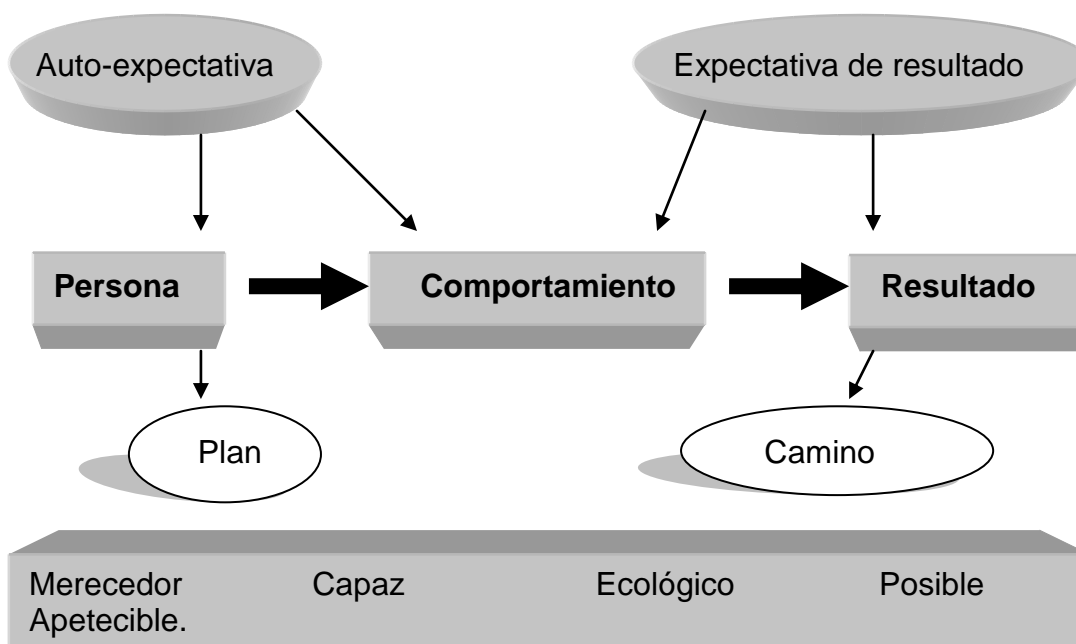 Auto-expectativa
Expectativa de resultado
Persona
Comportamiento
Resultado
Plan
Camino
Merecedor Capaz Ecológico Posible
Apetecible.